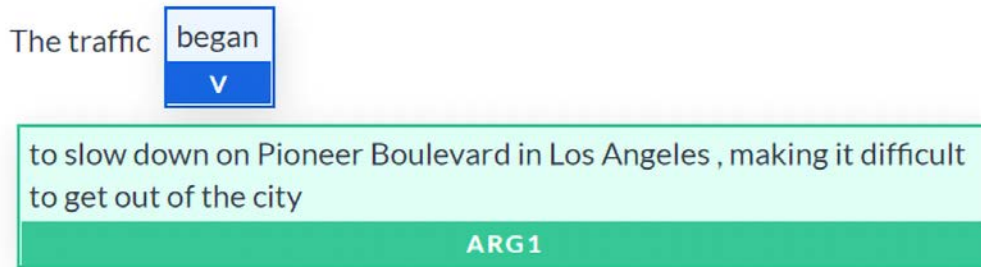 The traffic began
V
to slow down on Pioneer Boulevard in Los Angeles , making it difficult
to get out of the city
ARG1